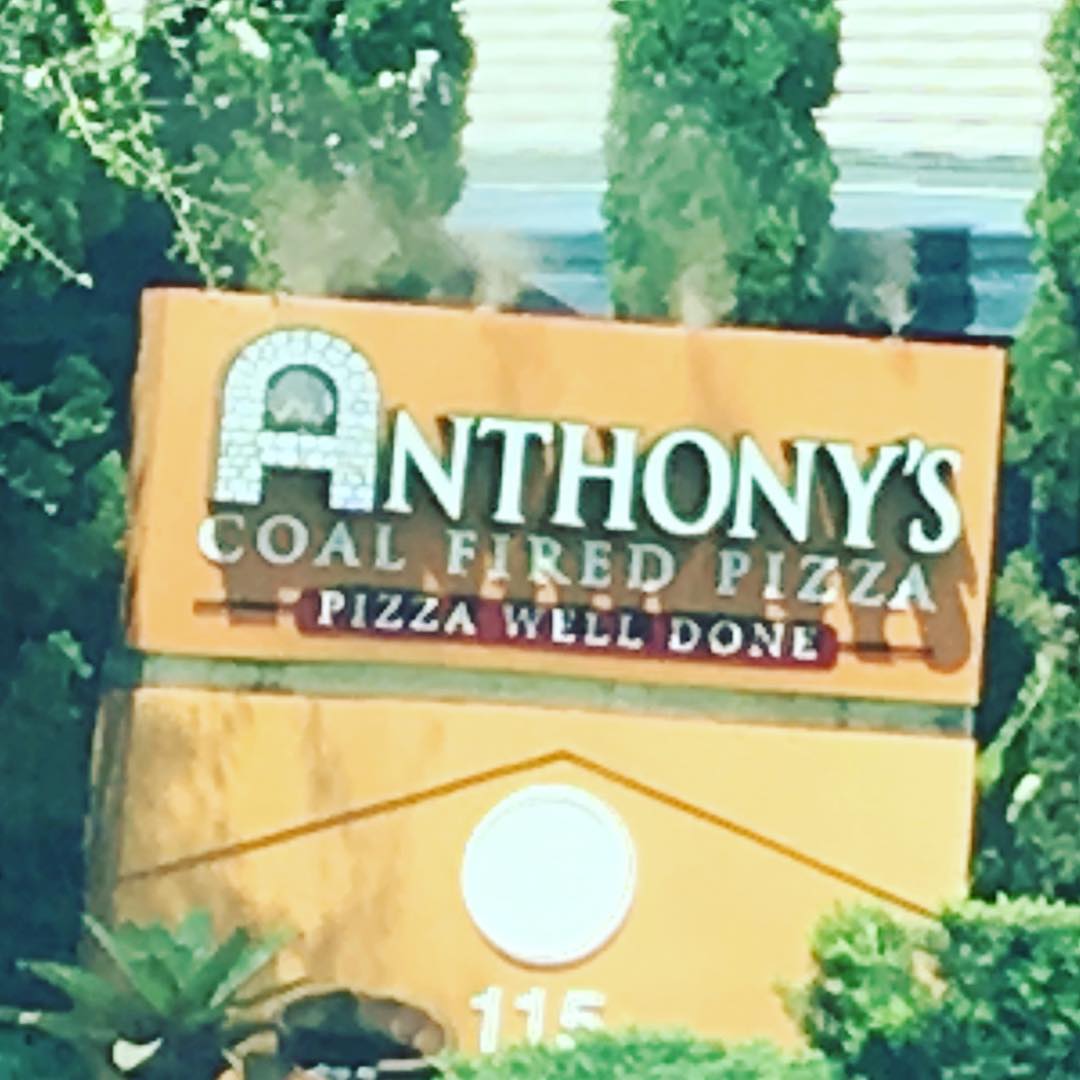 ANTHONY'S
COAL FIRED PIZZA
PIZZA WELL DONE
115